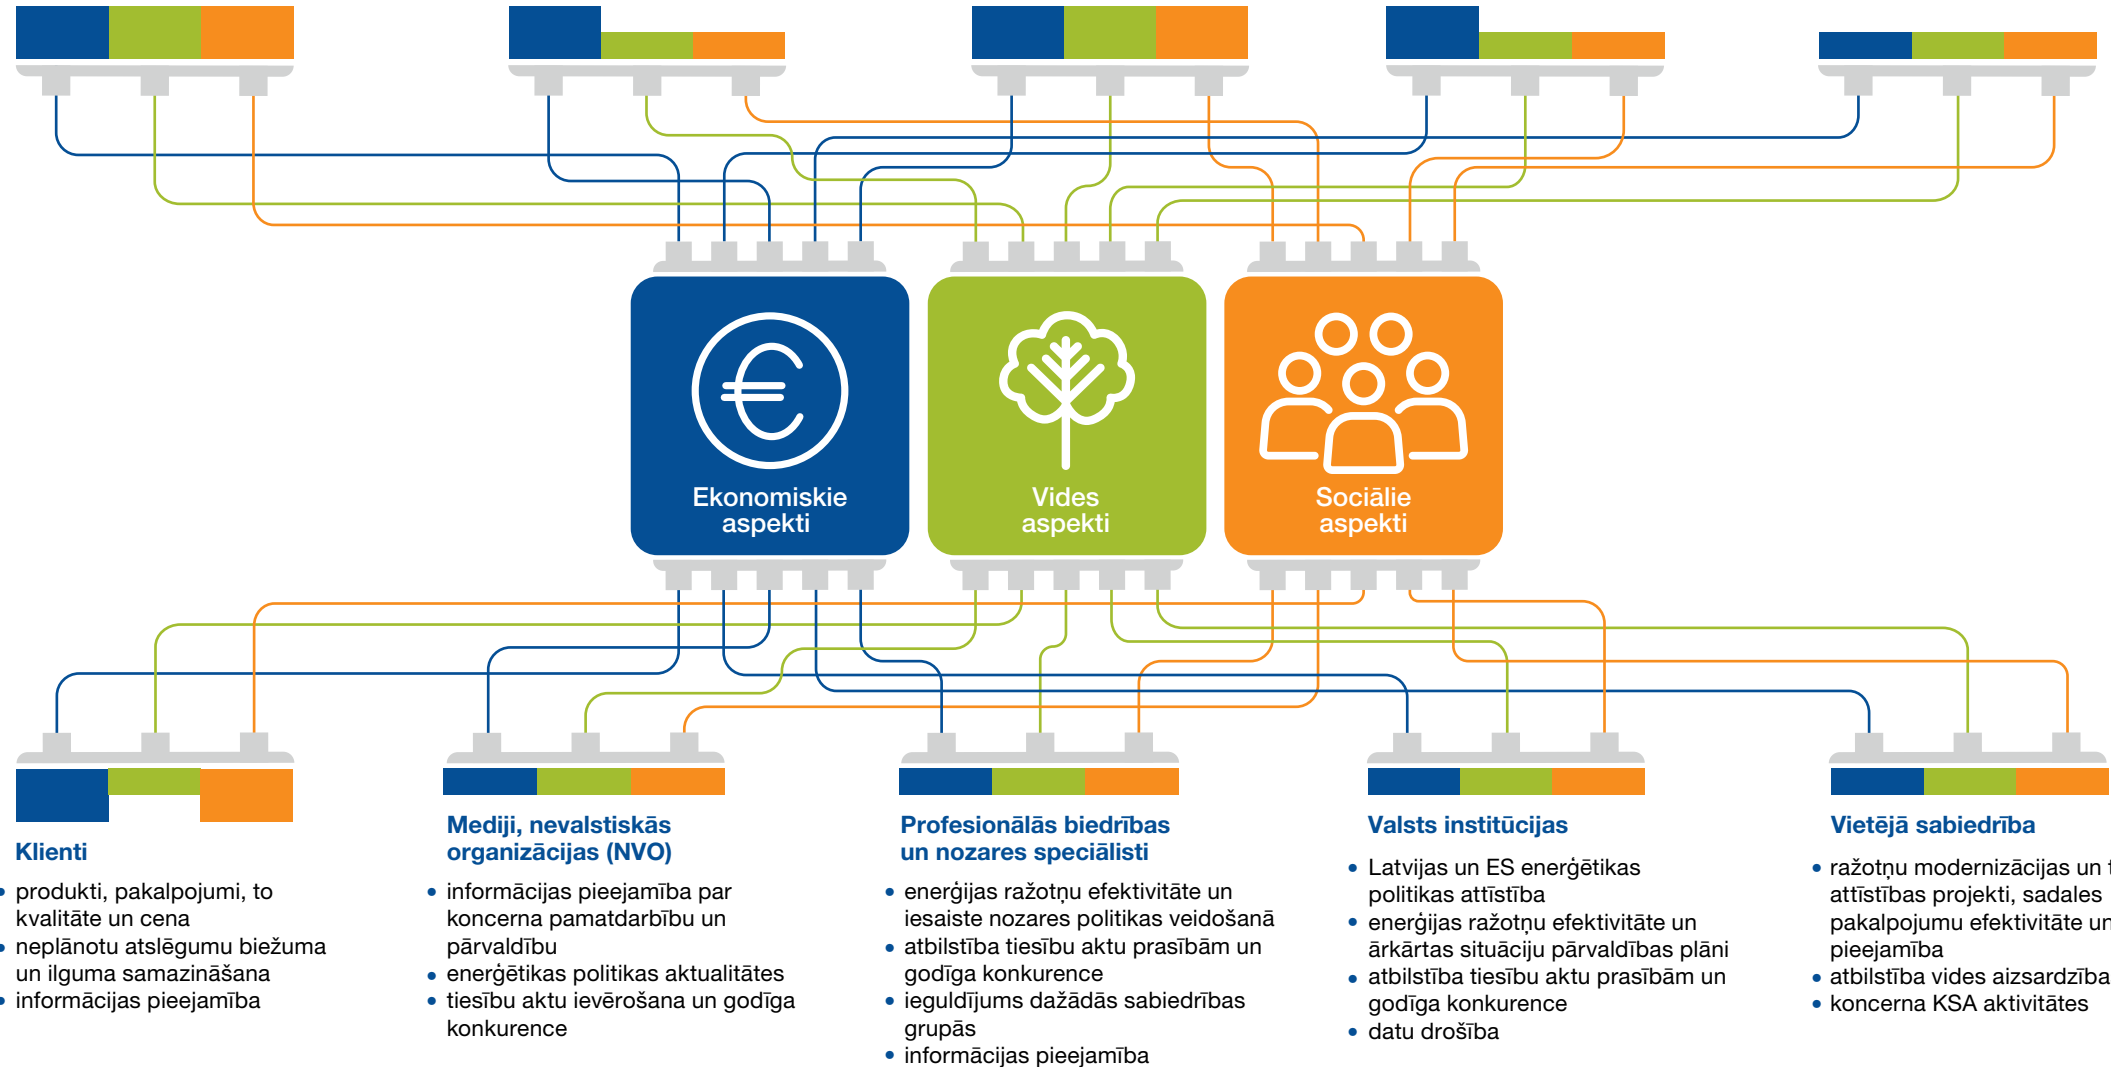 Ekonomiskie
aspekti
Vides
aspekti
Sociālie
aspekti
Klienti
• produkti, pakalpojumi, to
kvalitāte un cena
• neplānotu atslēgumu biežuma
un ilguma samazināšana
• informācijas pieejamība
Mediji, nevalstiskās
organizācijas (NVO)
• informācijas pieejamība par
koncerna pamatdarbību un
pārvaldību
• enerģētikas politikas aktualitātes
• tiesību aktu ievērošana un godīga
konkurence
Profesionālās biedrības
un nozares speciālisti
• enerģijas ražotņu efektivitāte un
iesaiste nozares politikas veidošanā
• atbilstība tiesību aktu prasībām un
godīga konkurence
• ieguldījums dažādās sabiedrības
grupās
• informācijas pieejamība
Valsts institūcijas
• Latvijas un ES enerģētikas
politikas attīstība
• enerģijas ražotņu efektivitāte un
ārkārtas situāciju pārvaldības plāni
• atbilstība tiesību aktu prasībām un
godīga konkurence
• datu drošība
Vietējā sabiedrība
• ražotņu modernizācijas un
attīstības projekti, sadales
pakalpojumu efektivitāte un
pieejamība
• atbilstība vides aizsardzība
• koncerna KSA aktivitātes